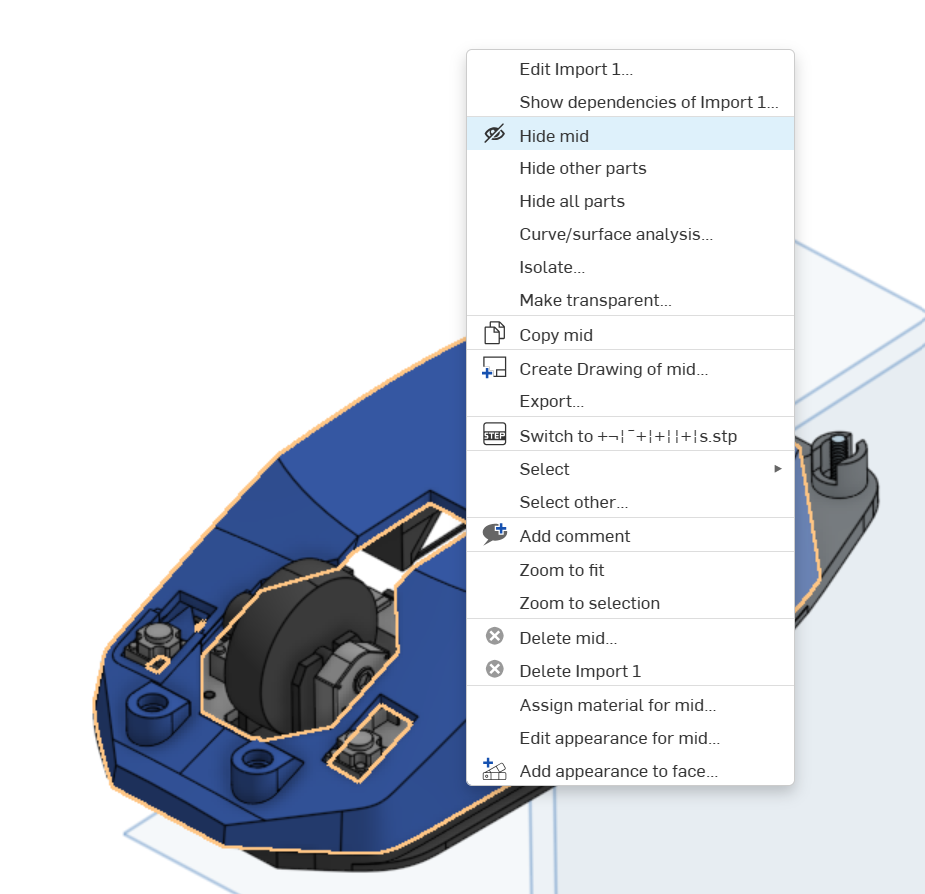 Edit Import 1...
Show dependencies of Import 1...
Hide mid
Hide other parts
Hide all parts
Curve/surface analysis...
Isolate...
Make transparent...
Copy mid
Create Drawing of mid...
Export...
STEP Switch to +¬¦¯+¦+¦¦+¦s.stp
Select
Select other...
Add comment
Zoom to fit
Zoom to selection
Delete mid...
Delete Import 1
Assign material for mid...
Edit appearance for mid...
Add appearance to face...